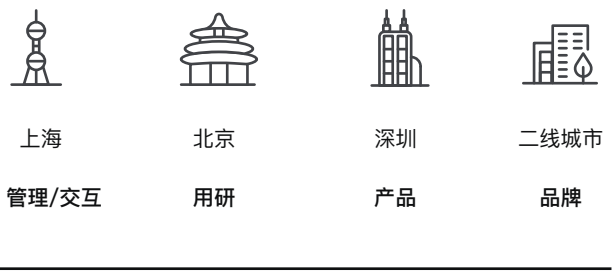 上海 北京 深圳 二线城市
管理/交互 用研 产品 品牌